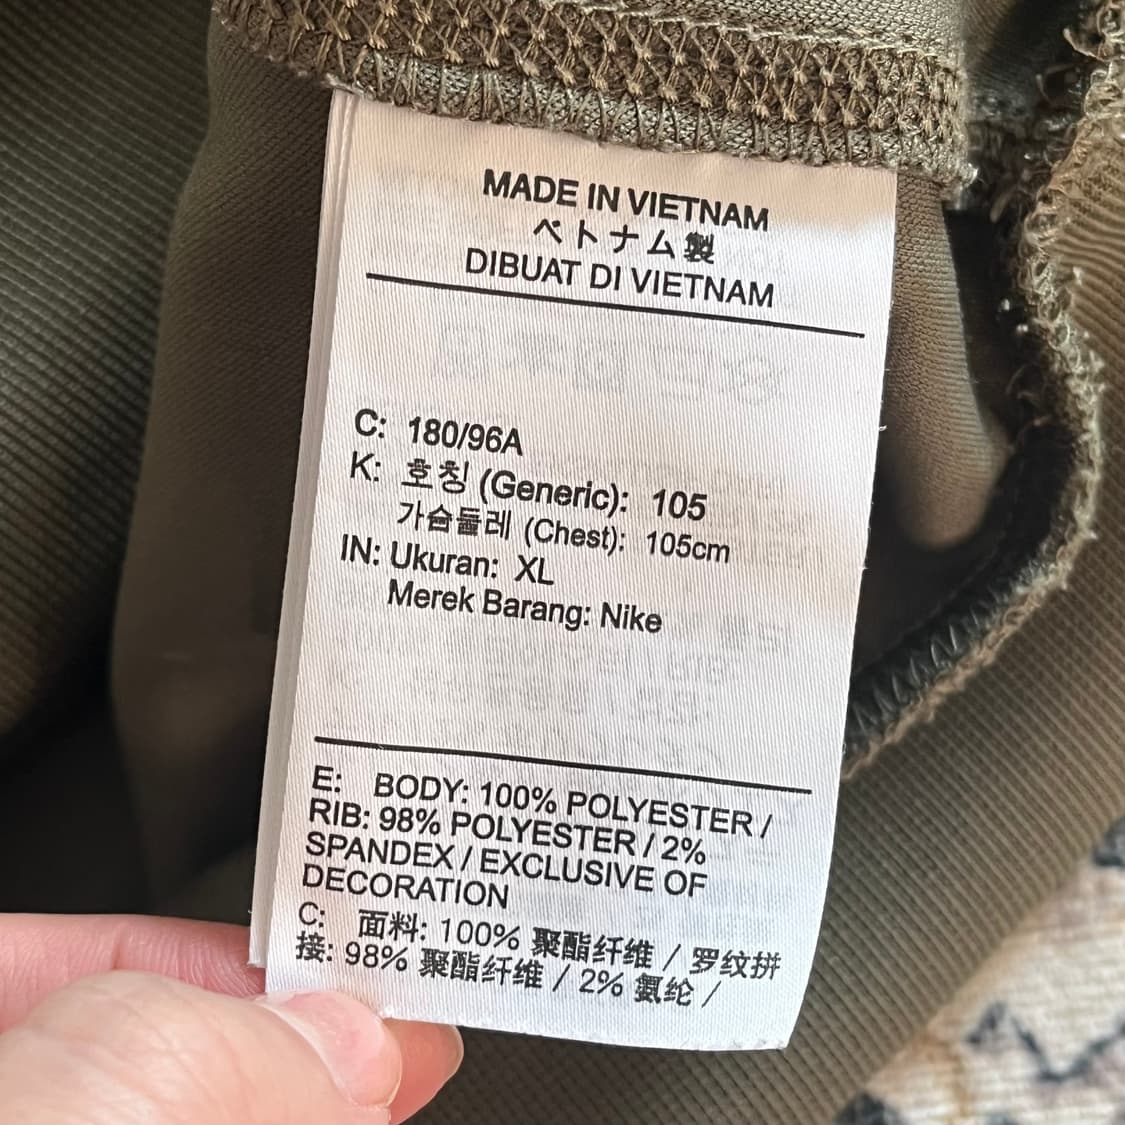 MADE IN VIETNAM
ベトナム製
DIBUAT DI VIETNAM
C: 180/96A
K: 호칭 (Generic): 105
가슴둘레 (Chest): 105cm
IN: Ukuran: XL
Merek Barang: Nike
E: BODY: 100% POLYESTER /
RIB: 98% POLYESTER / 2%
SPANDEX / EXCLUSIVE OF
DECORATION
C: 面料: 100% 聚酯纤维 / 罗纹拼
接: 98% 聚酯纤维 / 2% 氨纶 /